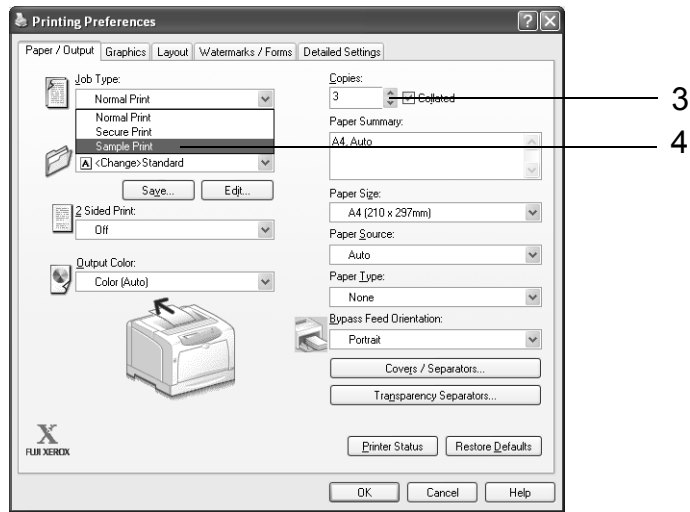 Printing Preferences
Paper / Output Graphics Layout Watermarks / Forms Detailed Settings
Job Type:
Normal Print
Normal Print
Secure Print
Sample Print
A <Change>Standard
Save... Edit...
2 Sided Print:
Off
Output Color:
Color (Auto)
FUJI XEROX
Copies:
3 Collated
Paper Summary:
A4, Auto
Paper Size:
A4 (210 x 297mm)
Paper Source:
Auto
Paper Type:
None
Bypass Feed Orientation:
Portrait
Covers / Separators...
Transparency Separators...
Printer Status Restore Defaults
OK Cancel Help
3
4